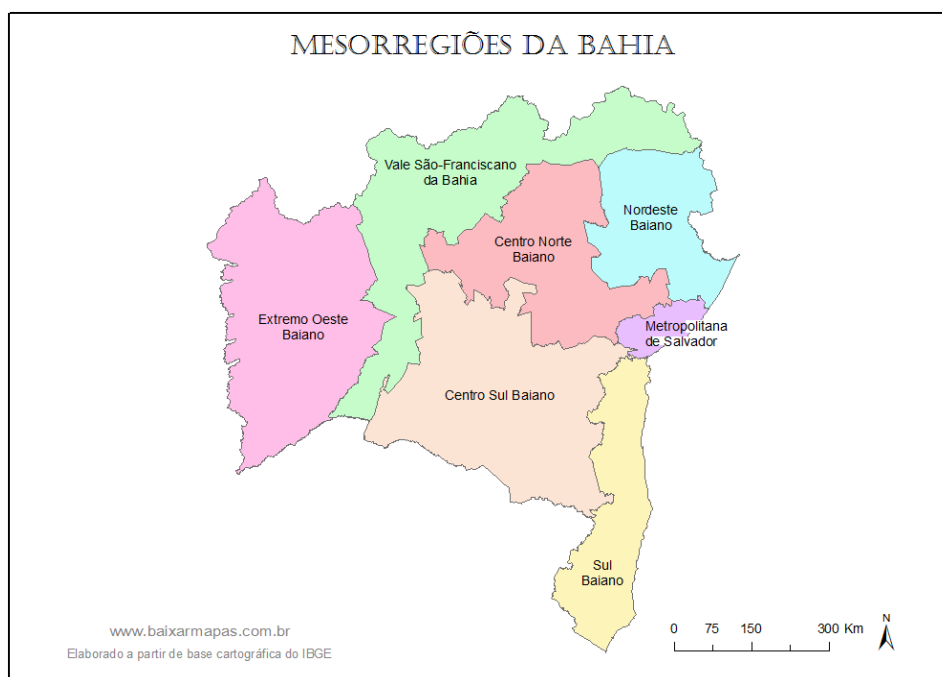 MESORREGIÕES DA BAHIA
Vale São-Franciscano
da Bahia
Nordeste
Baiano
Centro Norte
Baiano
Extremo Oeste
Baiano
Metropolitana
de Salvador
Centro Sul Baiano
Sul
Baiano
www.baixarmapas.com.br
Elaborado a partir de base cartográfica do IBGE
0 75 150 300 Km
N